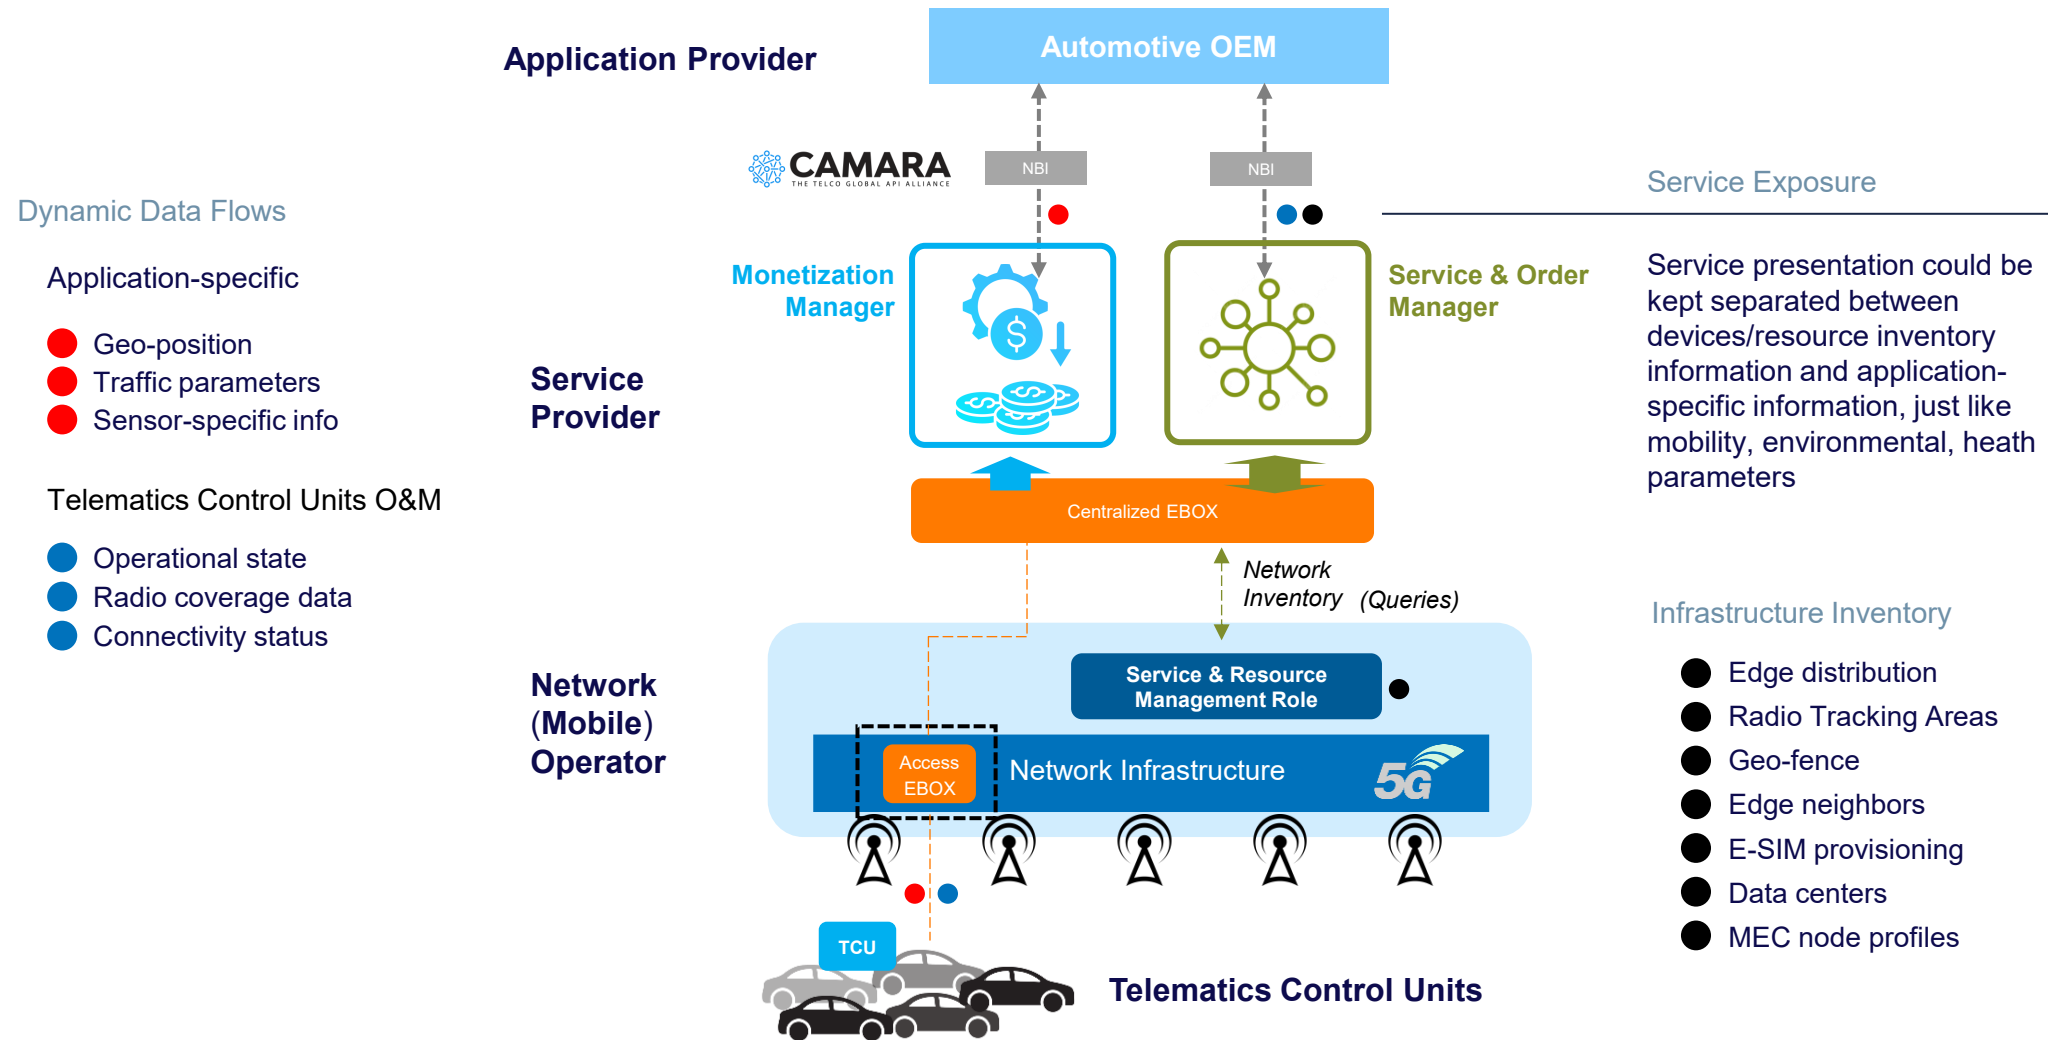 Application Provider
Automotive OEM
CAMARA
THE TELCO GLOBAL API ALLIANCE
NBI
NBI
Service Exposure
Dynamic Data Flows
Application-specific
Geo-position
Traffic parameters
Sensor-specific info
Telematics Control Units O&M
Operational state
Radio coverage data
Connectivity status
Monetization
Manager
Service & Order
Manager
Service presentation could be
kept separated between
devices/resource inventory
information and application-
specific information, just like
mobility, environmental, heath
parameters
Service
Provider
Centralized EBOX
Network
Inventory (Queries)
Infrastructure Inventory
Edge distribution
Radio Tracking Areas
Geo-fence
Edge neighbors
E-SIM provisioning
Data centers
MEC node profiles
Network
(Mobile)
Operator
Service & Resource
Management Role
Access
EBOX
Network Infrastructure
5G
TCU
Telematics Control Units